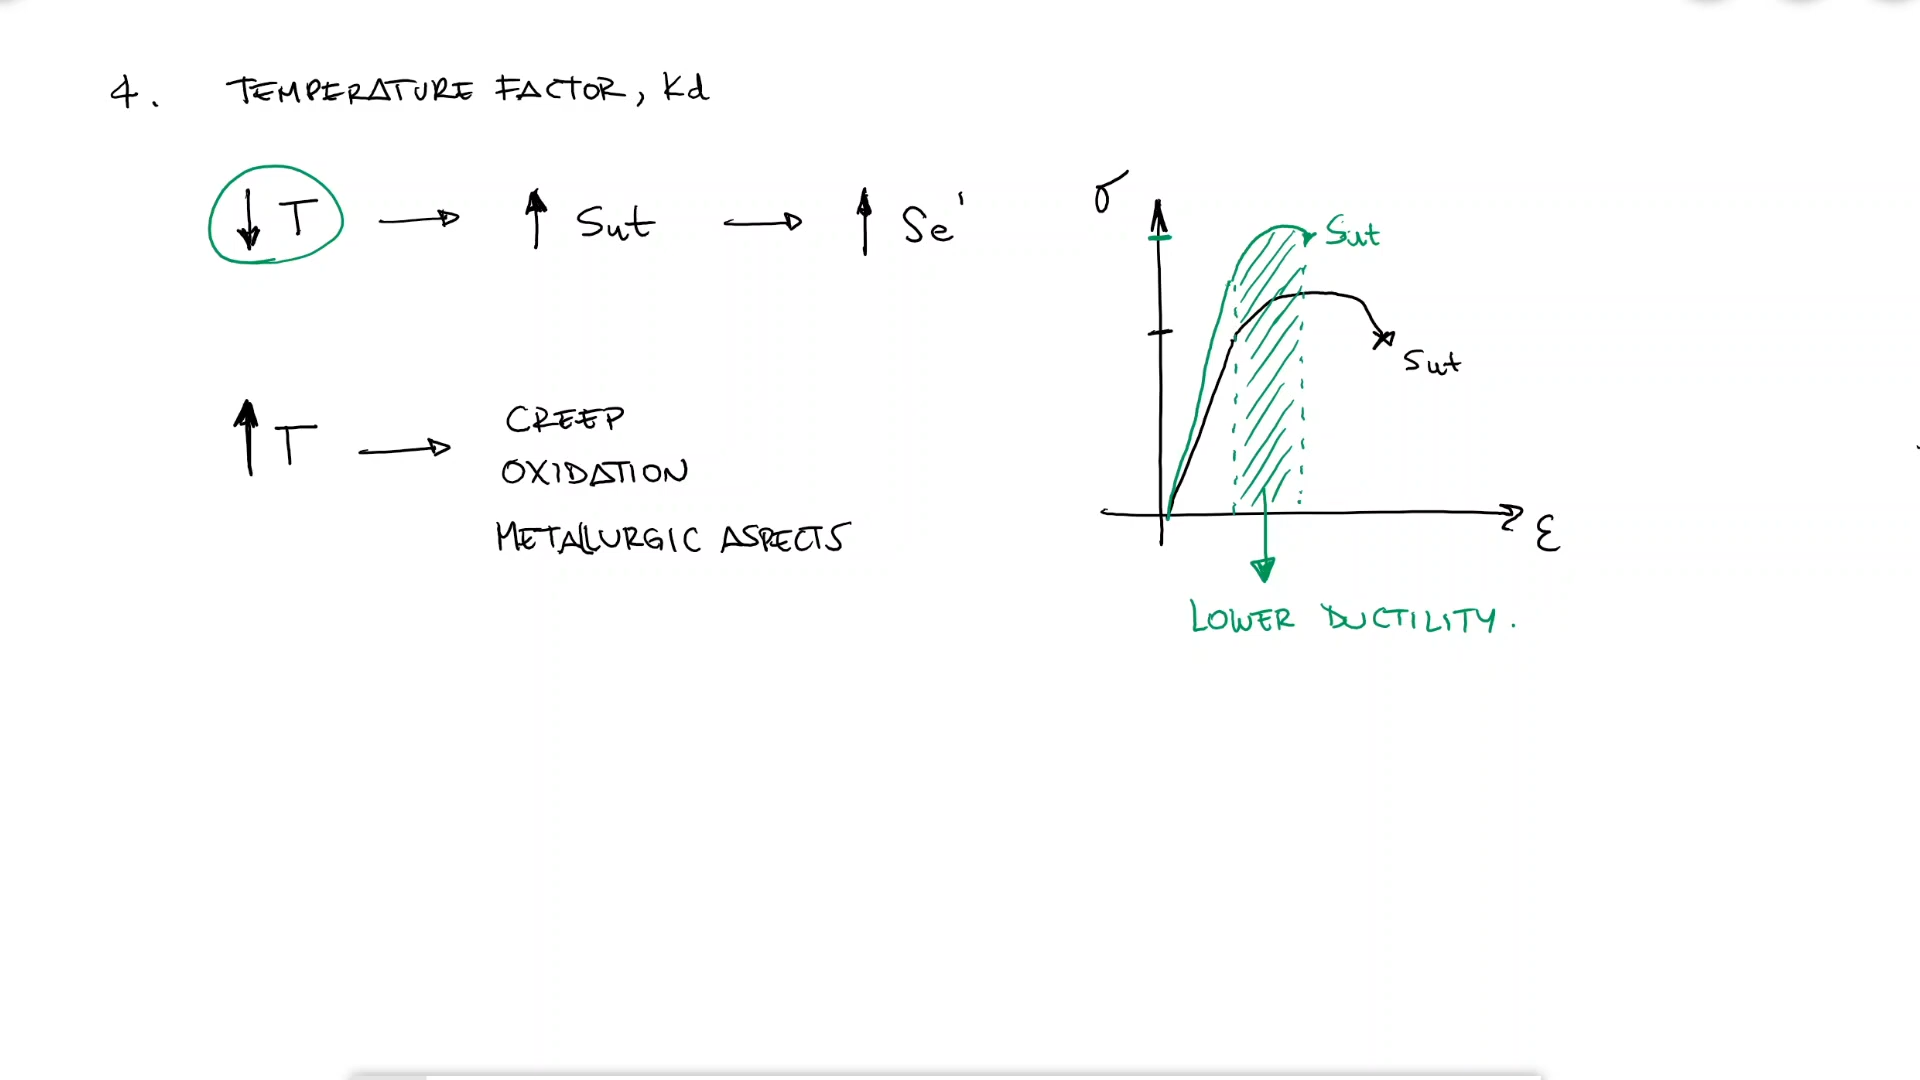 4. TEMPERATURE FACTOR, Kd
↓ T → ↑ Sut → ↑ Se'
↑ T → CREEP
OXIDATION
METALLURGIC ASPECTS
σ
Sut
Sut
ε
LOWER DUCTILITY.